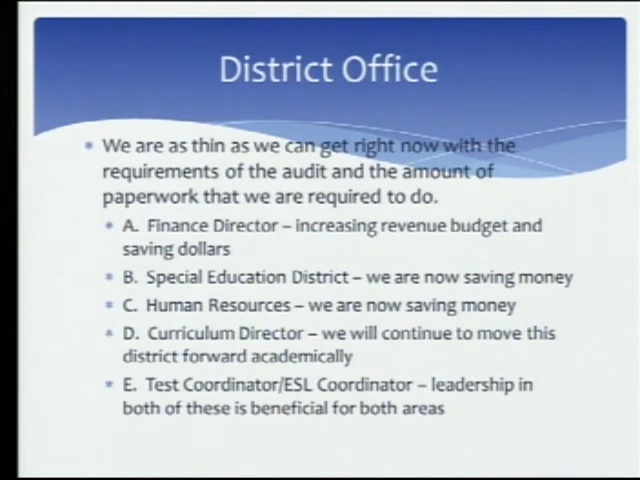 District Office
• We are as thin as we can get right now with the
requirements of the audit and the amount of
paperwork that we are required to do.
• A. Finance Director – increasing revenue budget and
saving dollars
• B. Special Education District – we are now saving money
• C. Human Resources – we are now saving money
• D. Curriculum Director – we will continue to move this
district forward academically
• E. Test Coordinator/ESL Coordinator – leadership in
both of these is beneficial for both areas